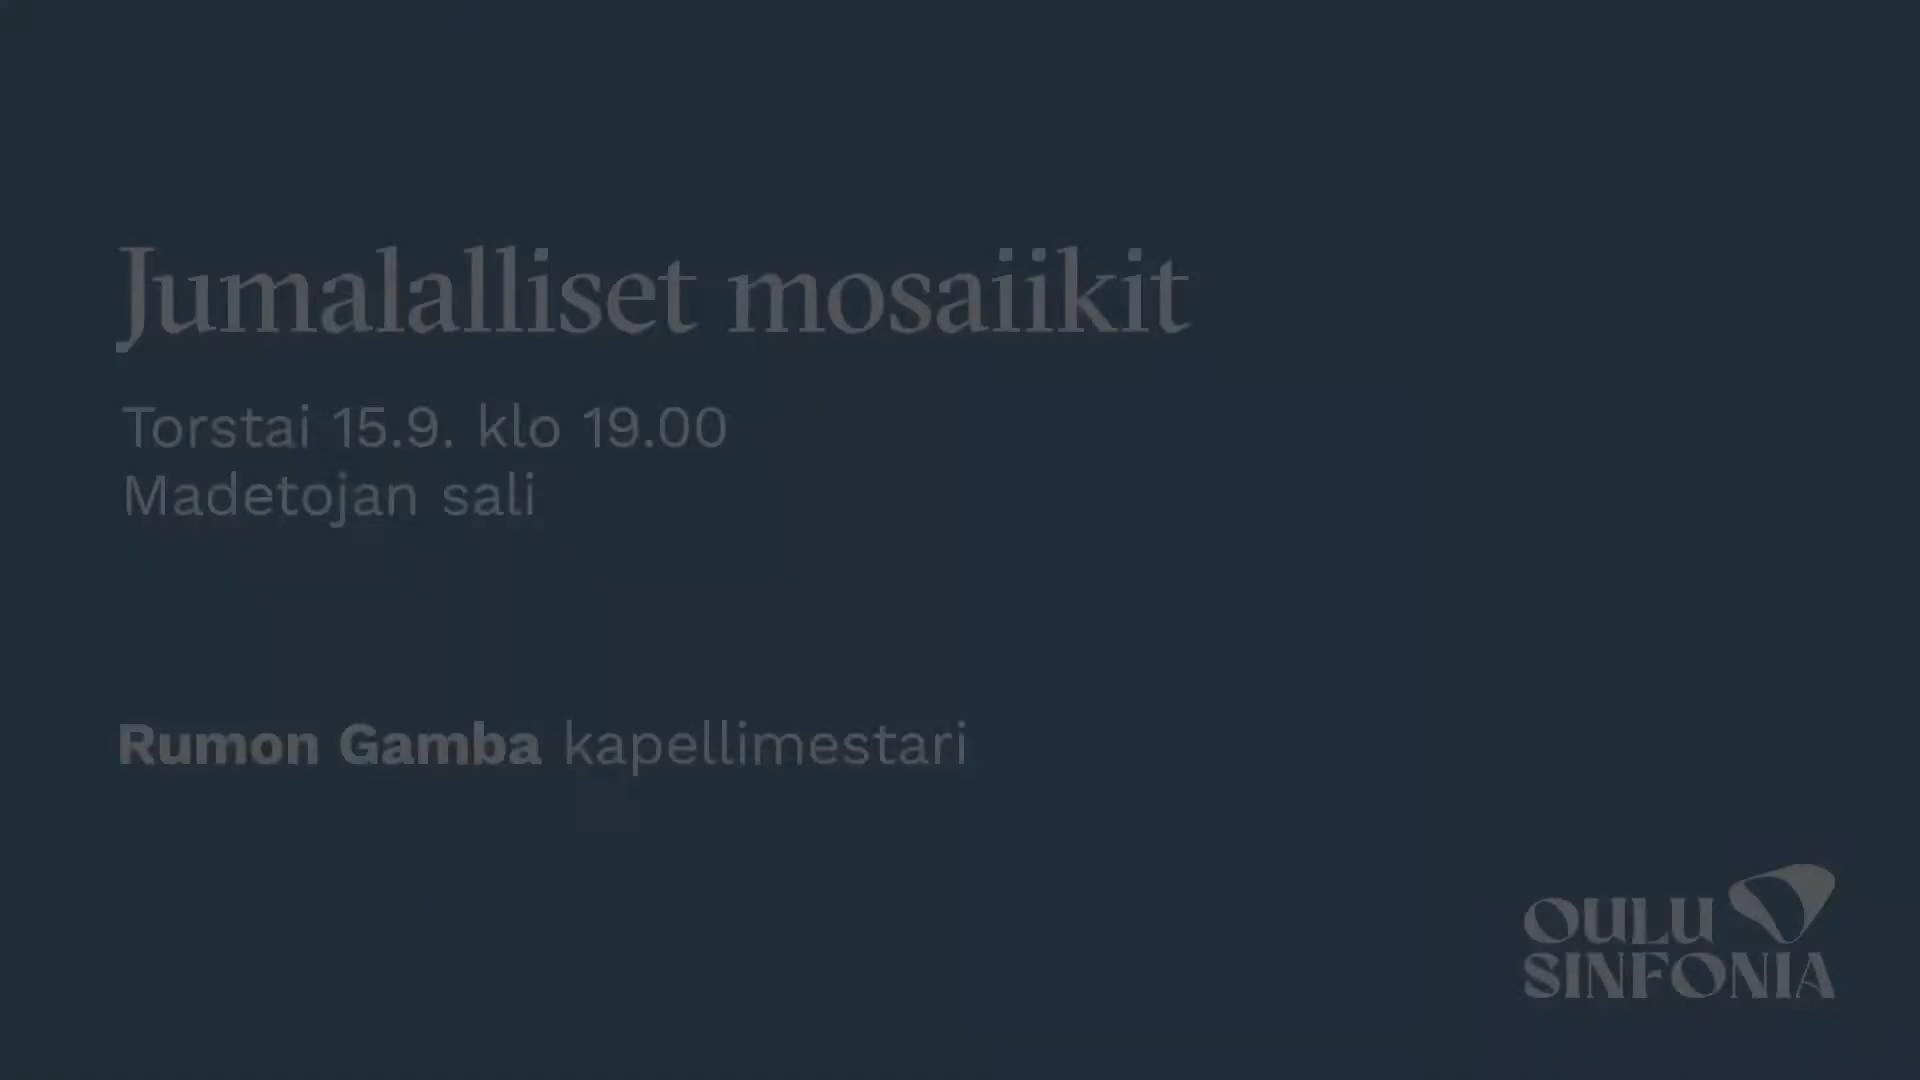 Jumalalliset mosaiikit
Torstai 15.9. klo 19.00
Madetojan sali
Rumon Gamba kapellimestari
OULU
SINFONIA